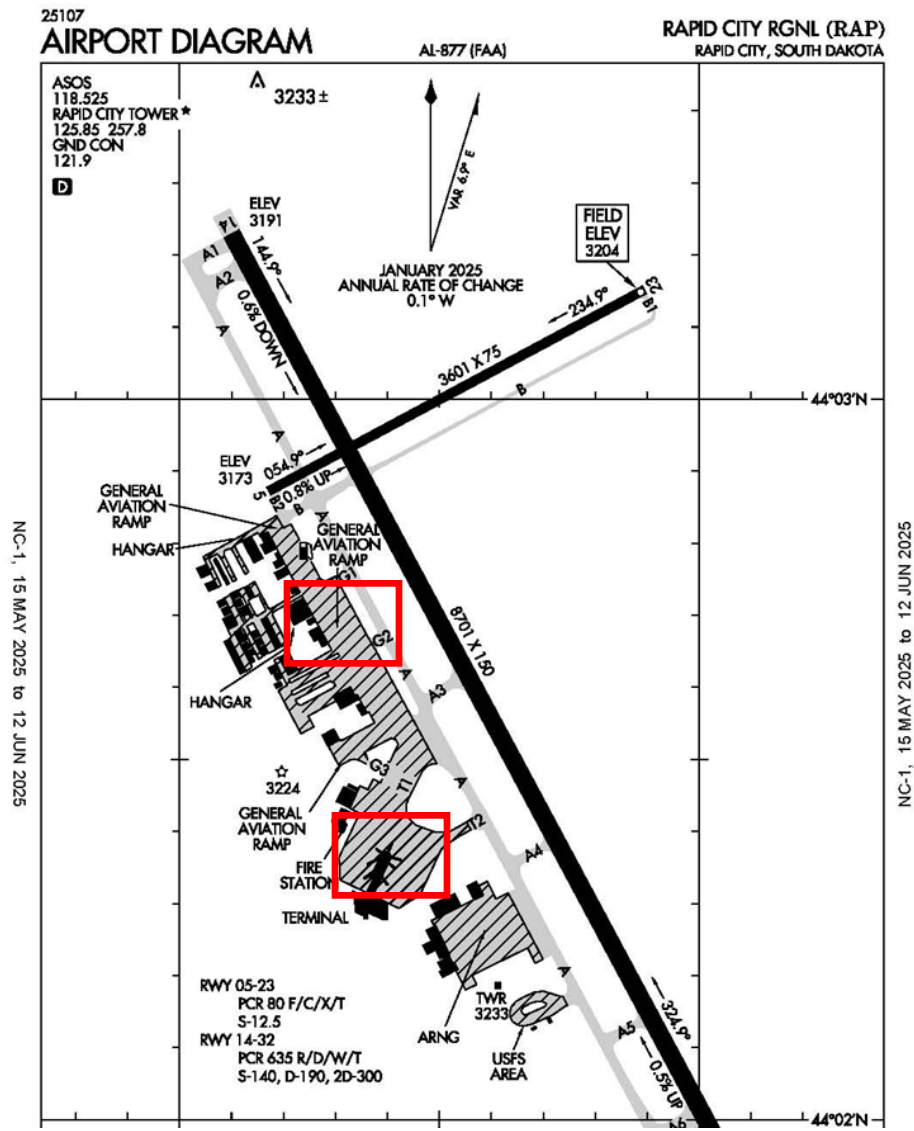 25107
AIRPORT DIAGRAM
AL-877 (FAA)
RAPID CITY RGNL (RAP)
RAPID CITY, SOUTH DAKOTA
ASOS
118.525
RAPID CITY TOWER ★
125.85 257.8
GND CON
121.9
D
3233 ±
VAR 6.9° E
JANUARY 2025
ANNUAL RATE OF CHANGE
0.1° W
FIELD
ELEV
3204
ELEV
3191
14
144.9°
A1
A2
A
0.6% DOWN
23
B1
234.9°
3601 X 75
B
44°03'N
A
ELEV
3173
054.9°
0.8% UP
5
B2
B
A
GENERAL
AVIATION
RAMP
HANGAR
GENERAL
AVIATION
RAMP
G1
G2
A
8701 X 150
HANGAR
A3
3224
G3
T1
A
GENERAL
AVIATION
RAMP
T2
FIRE
STATION
A4
TERMINAL
A
RWY 05-23
PCR 80 F/C/X/T
S-12.5
RWY 14-32
PCR 635 R/D/W/T
S-140, D-190, 2D-300
TWR
3233
ARNG
USFS
AREA
A5
324.9°
0.5% UP
A6
44°02'N
NC-1, 15 MAY 2025 to 12 JUN 2025
NC-1, 15 MAY 2025 to 12 JUN 2025